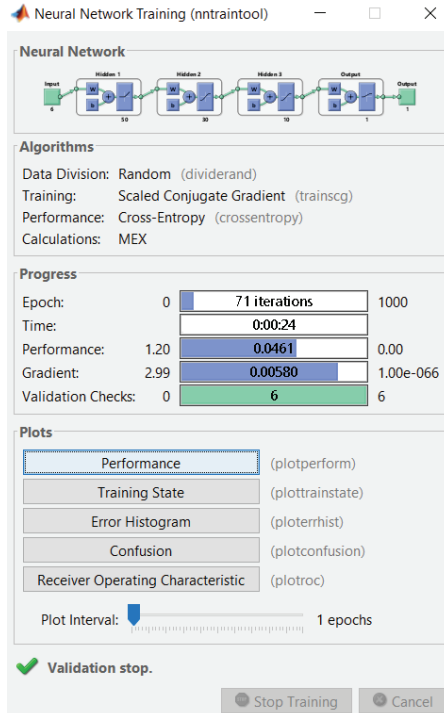 Neural Network Training (nntraintool)
Neural Network
Input Hidden 1 Hidden 2 Hidden 3 Output Output
W W W W
b b b b
6 50 30 10 1 1
Algorithms
Data Division: Random (dividerand)
Training: Scaled Conjugate Gradient (trainscg)
Performance: Cross-Entropy (crossentropy)
Calculations: MEX
Progress
Epoch: 0 71 iterations 1000
Time: 0:00:24
Performance: 1.20 0.0461 0.00
Gradient: 2.99 0.00580 1.00e-066
Validation Checks: 0 6 6
Plots
Performance (plotperform)
Training State (plottrainstate)
Error Histogram (ploterrhist)
Confusion (plotconfusion)
Receiver Operating Characteristic (plotroc)
Plot Interval: 1 epochs
Validation stop.
Stop Training Cancel